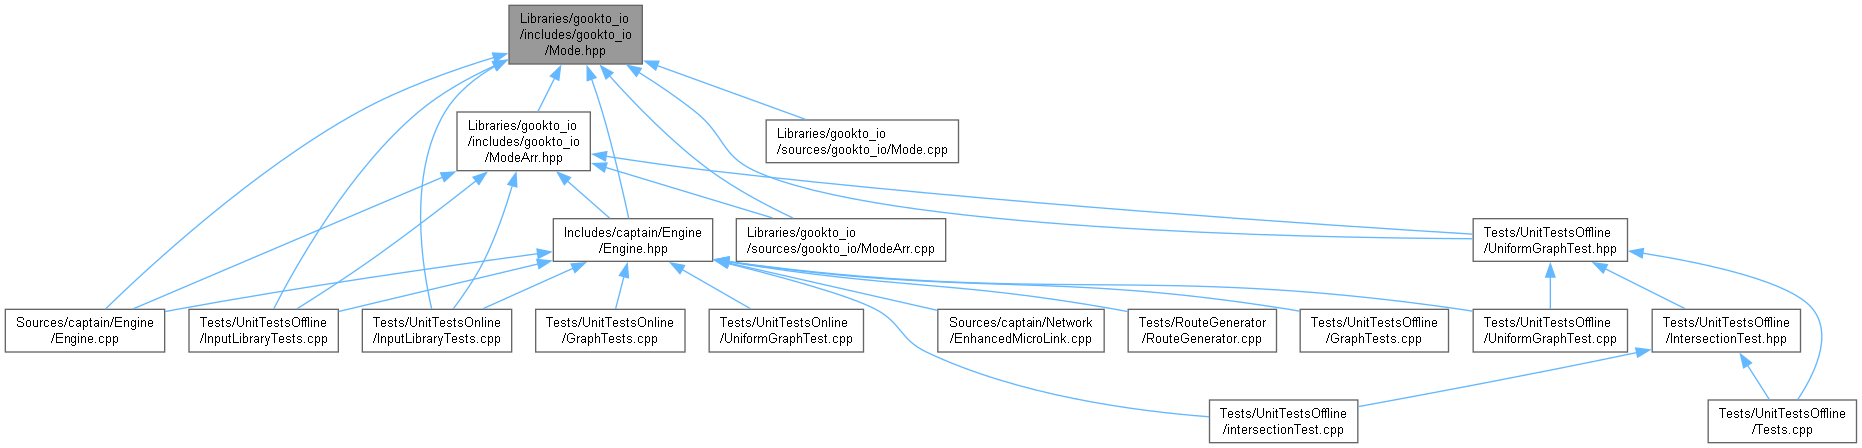 Libraries/gookto_io
/includes/gookto_io
/Mode.hpp
Libraries/gookto_io
/includes/gookto_io
/ModeArr.hpp
Libraries/gookto_io
/sources/gookto_io/Mode.cpp
Includes/captain/Engine
/Engine.hpp
Libraries/gookto_io
/sources/gookto_io/ModeArr.cpp
Tests/UnitTestsOffline
/UniformGraphTest.hpp
Sources/captain/Engine
/Engine.cpp
Tests/UnitTestsOffline
/InputLibraryTests.cpp
Tests/UnitTestsOnline
/InputLibraryTests.cpp
Tests/UnitTestsOnline
/GraphTests.cpp
Tests/UnitTestsOnline
/UniformGraphTest.cpp
Sources/captain/Network
/EnhancedMicroLink.cpp
Tests/RouteGenerator
/RouteGenerator.cpp
Tests/UnitTestsOffline
/GraphTests.cpp
Tests/UnitTestsOffline
/UniformGraphTest.cpp
Tests/UnitTestsOffline
/IntersectionTest.hpp
Tests/UnitTestsOffline
/intersectionTest.cpp
Tests/UnitTestsOffline
/Tests.cpp